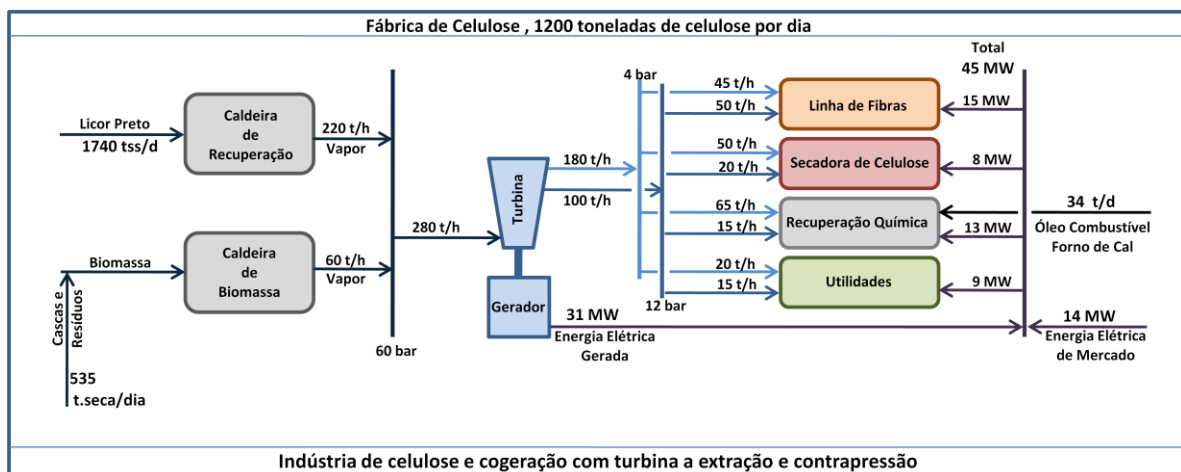 Fábrica de Celulose , 1200 toneladas de celulose por dia
Total
45 MW
4 bar
45 t/h
50 t/h
Linha de Fibras
15 MW
Licor Preto
1740 tss/d
Caldeira
de
Recuperação
220 t/h
Vapor
50 t/h
20 t/h
Secadora de Celulose
8 MW
180 t/h
100 t/h
Turbina
65 t/h
15 t/h
Recuperação Química
13 MW
34 t/d
Óleo Combustível
Forno de Cal
280 t/h
Biomassa
Caldeira
de
Biomassa
60 t/h
Vapor
20 t/h
15 t/h
Utilidades
9 MW
Cascas e
Resíduos
Gerador
12 bar
31 MW
Energia Elétrica
Gerada
14 MW
Energia Elétrica
de Mercado
60 bar
535
t.seca/dia
Indústria de celulose e cogeração com turbina a extração e contrapressão